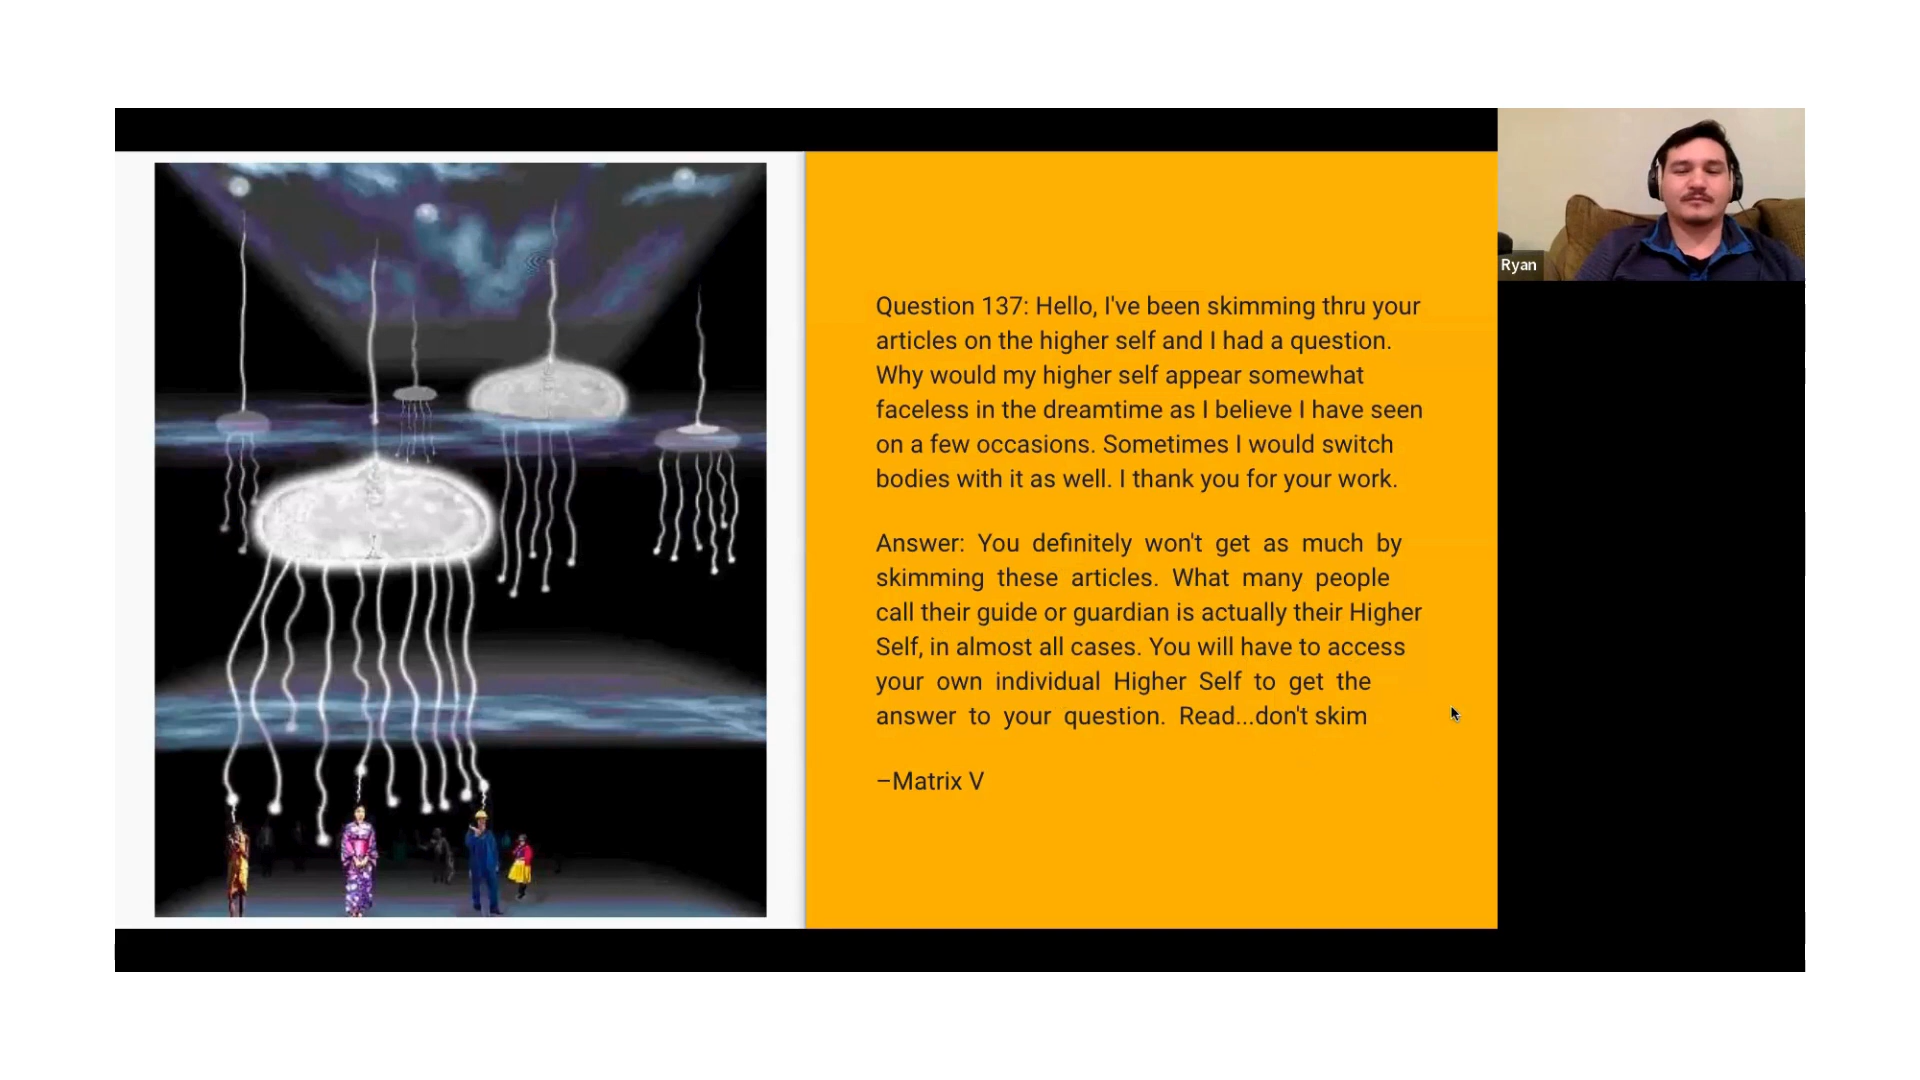 Question 137: Hello, I've been skimming thru your
articles on the higher self and I had a question.
Why would my higher self appear somewhat
faceless in the dreamtime as I believe I have seen
on a few occasions. Sometimes I would switch
bodies with it as well. I thank you for your work.
Answer: You definitely won't get as much by
skimming these articles. What many people
call their guide or guardian is actually their Higher
Self, in almost all cases. You will have to access
your own individual Higher Self to get the
answer to your question. Read...don't skim
–Matrix V
Ryan